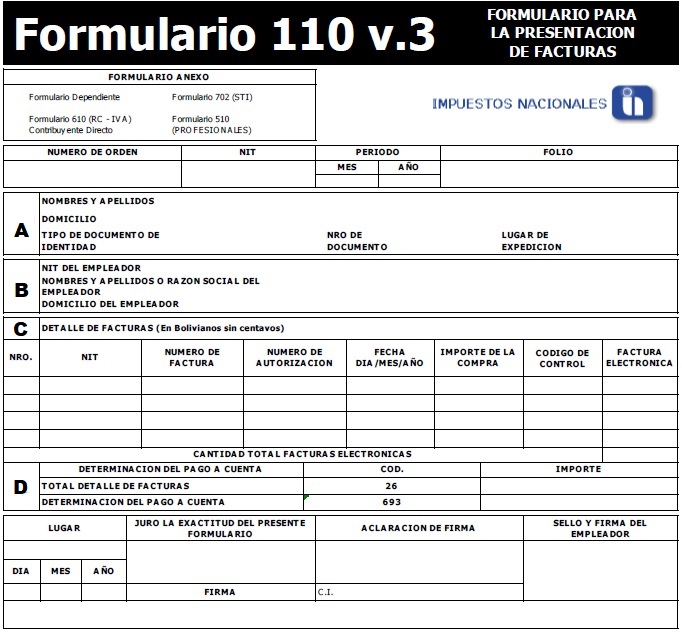 Formulario 110 v.3
FORMULARIO PARA
LA PRESENTACION
DE FACTURAS
FORMULARIO ANEXO
Formulario Dependiente Formulario 702 (STI)
Formulario 610 (RC - IVA) Formulario 510
Contribuyente Directo (PROFESIONALES)
IMPUESTOS NACIONALES
NUMERO DE ORDEN NIT PERIODO FOLIO
MES AÑO
A
NOMBRES Y APELLIDOS
DOMICILIO
TIPO DE DOCUMENTO DE NRO DE LUGAR DE
IDENTIDAD DOCUMENTO EXPEDICION
B
NIT DEL EMPLEADOR
NOMBRES Y APELLIDOS O RAZON SOCIAL DEL
EMPLEADOR
DOMICILIO DEL EMPLEADOR
C DETALLE DE FACTURAS (En Bolivianos sin centavos)
NRO. NIT NUMERO DE FACTURA NUMERO DE AUTORIZACION FECHA DIA/MES/AÑO IMPORTE DE LA COMPRA CODIGO DE CONTROL FACTURA ELECTRONICA
CANTIDAD TOTAL FACTURAS ELECTRONICAS
D
DETERMINACION DEL PAGO A CUENTA COD. IMPORTE
TOTAL DETALLE DE FACTURAS 26
DETERMINACION DEL PAGO A CUENTA 693
LUGAR JURO LA EXACTITUD DEL PRESENTE FORMULARIO ACLARACION DE FIRMA SELLO Y FIRMA DEL EMPLEADOR
DIA MES AÑO
FIRMA C.I.